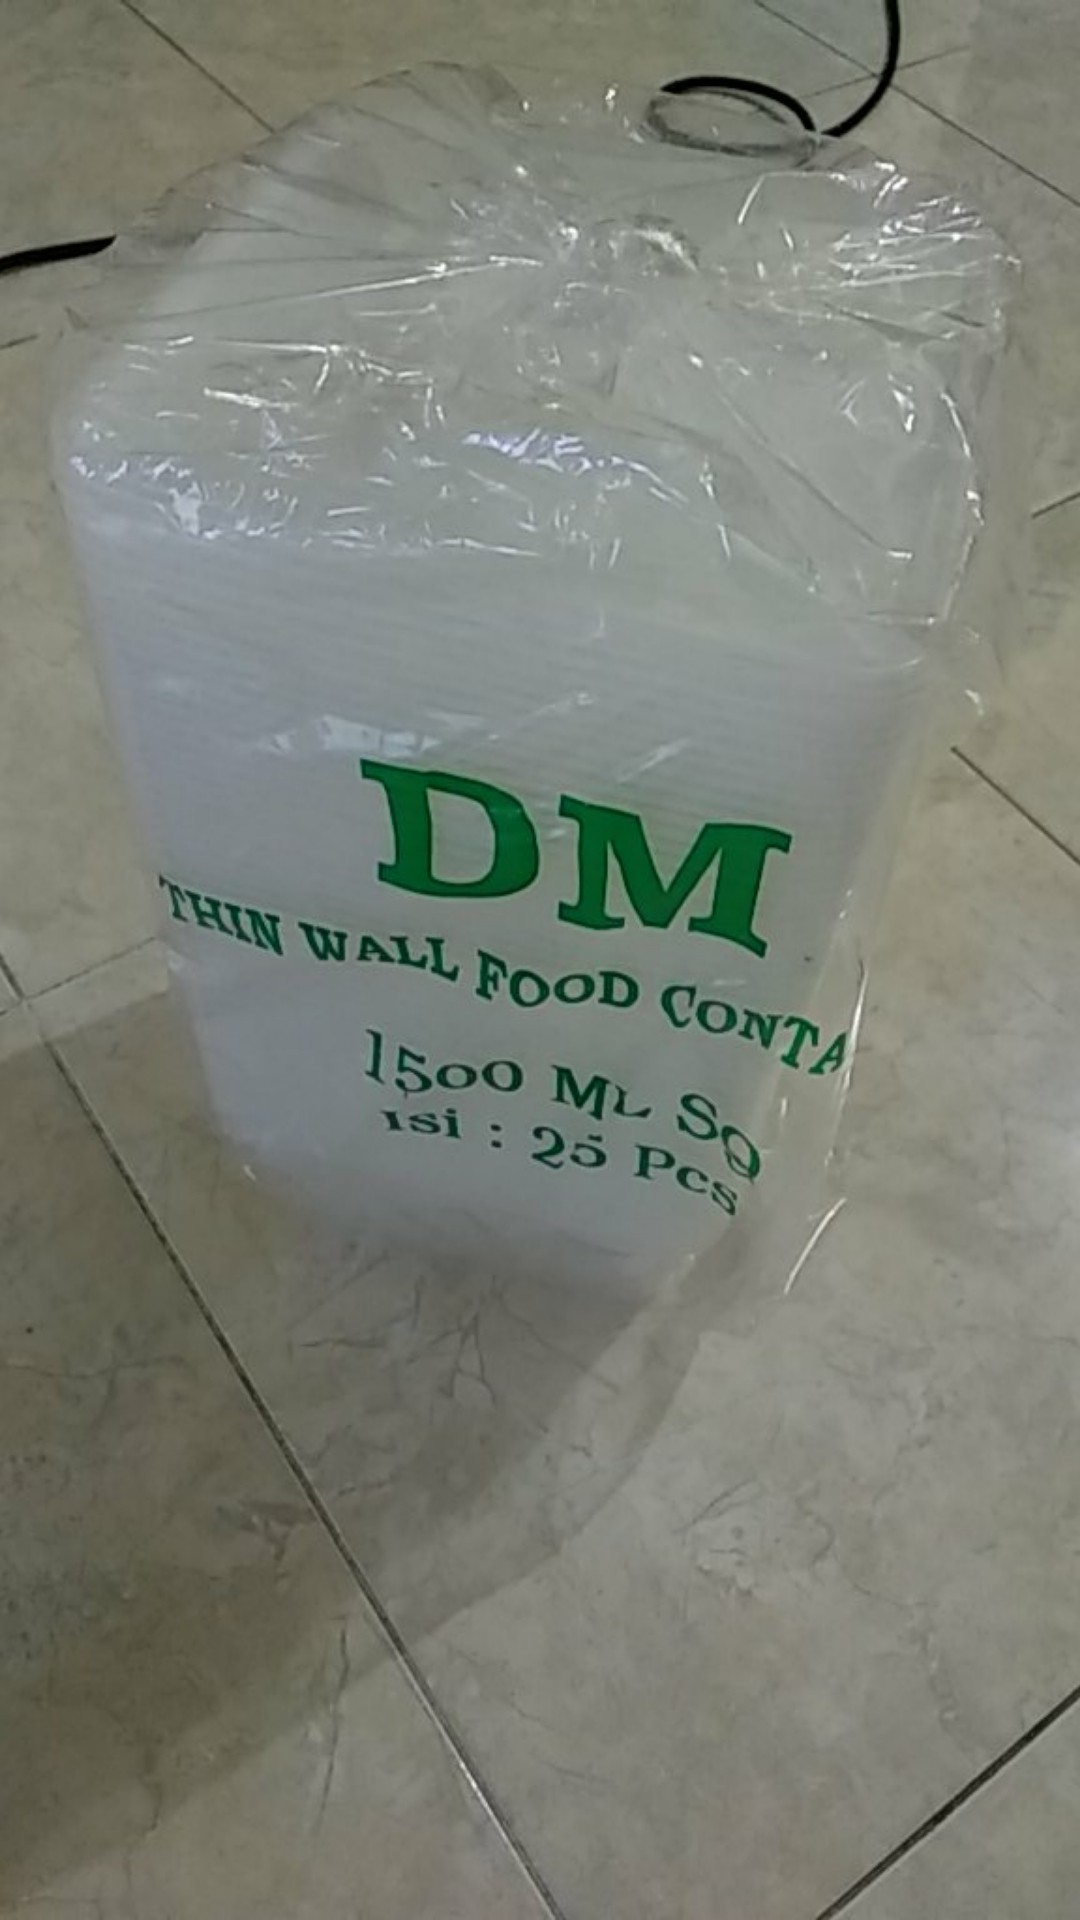 DM
THIN WALL FOOD CONTA
1500 ML SQ
isi : 25 Pcs